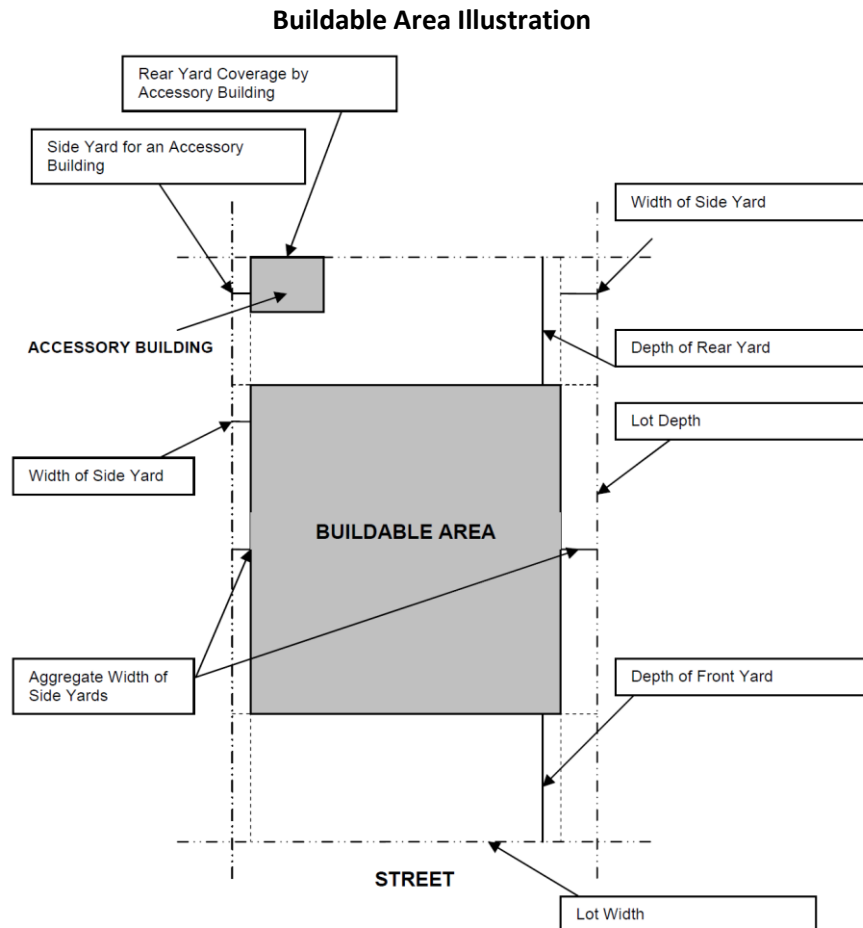 Buildable Area Illustration
Rear Yard Coverage by
Accessory Building
Side Yard for an Accessory
Building
Width of Side Yard
ACCESSORY BUILDING
Depth of Rear Yard
Lot Depth
Width of Side Yard
BUILDABLE AREA
Aggregate Width of
Side Yards
Depth of Front Yard
STREET
Lot Width